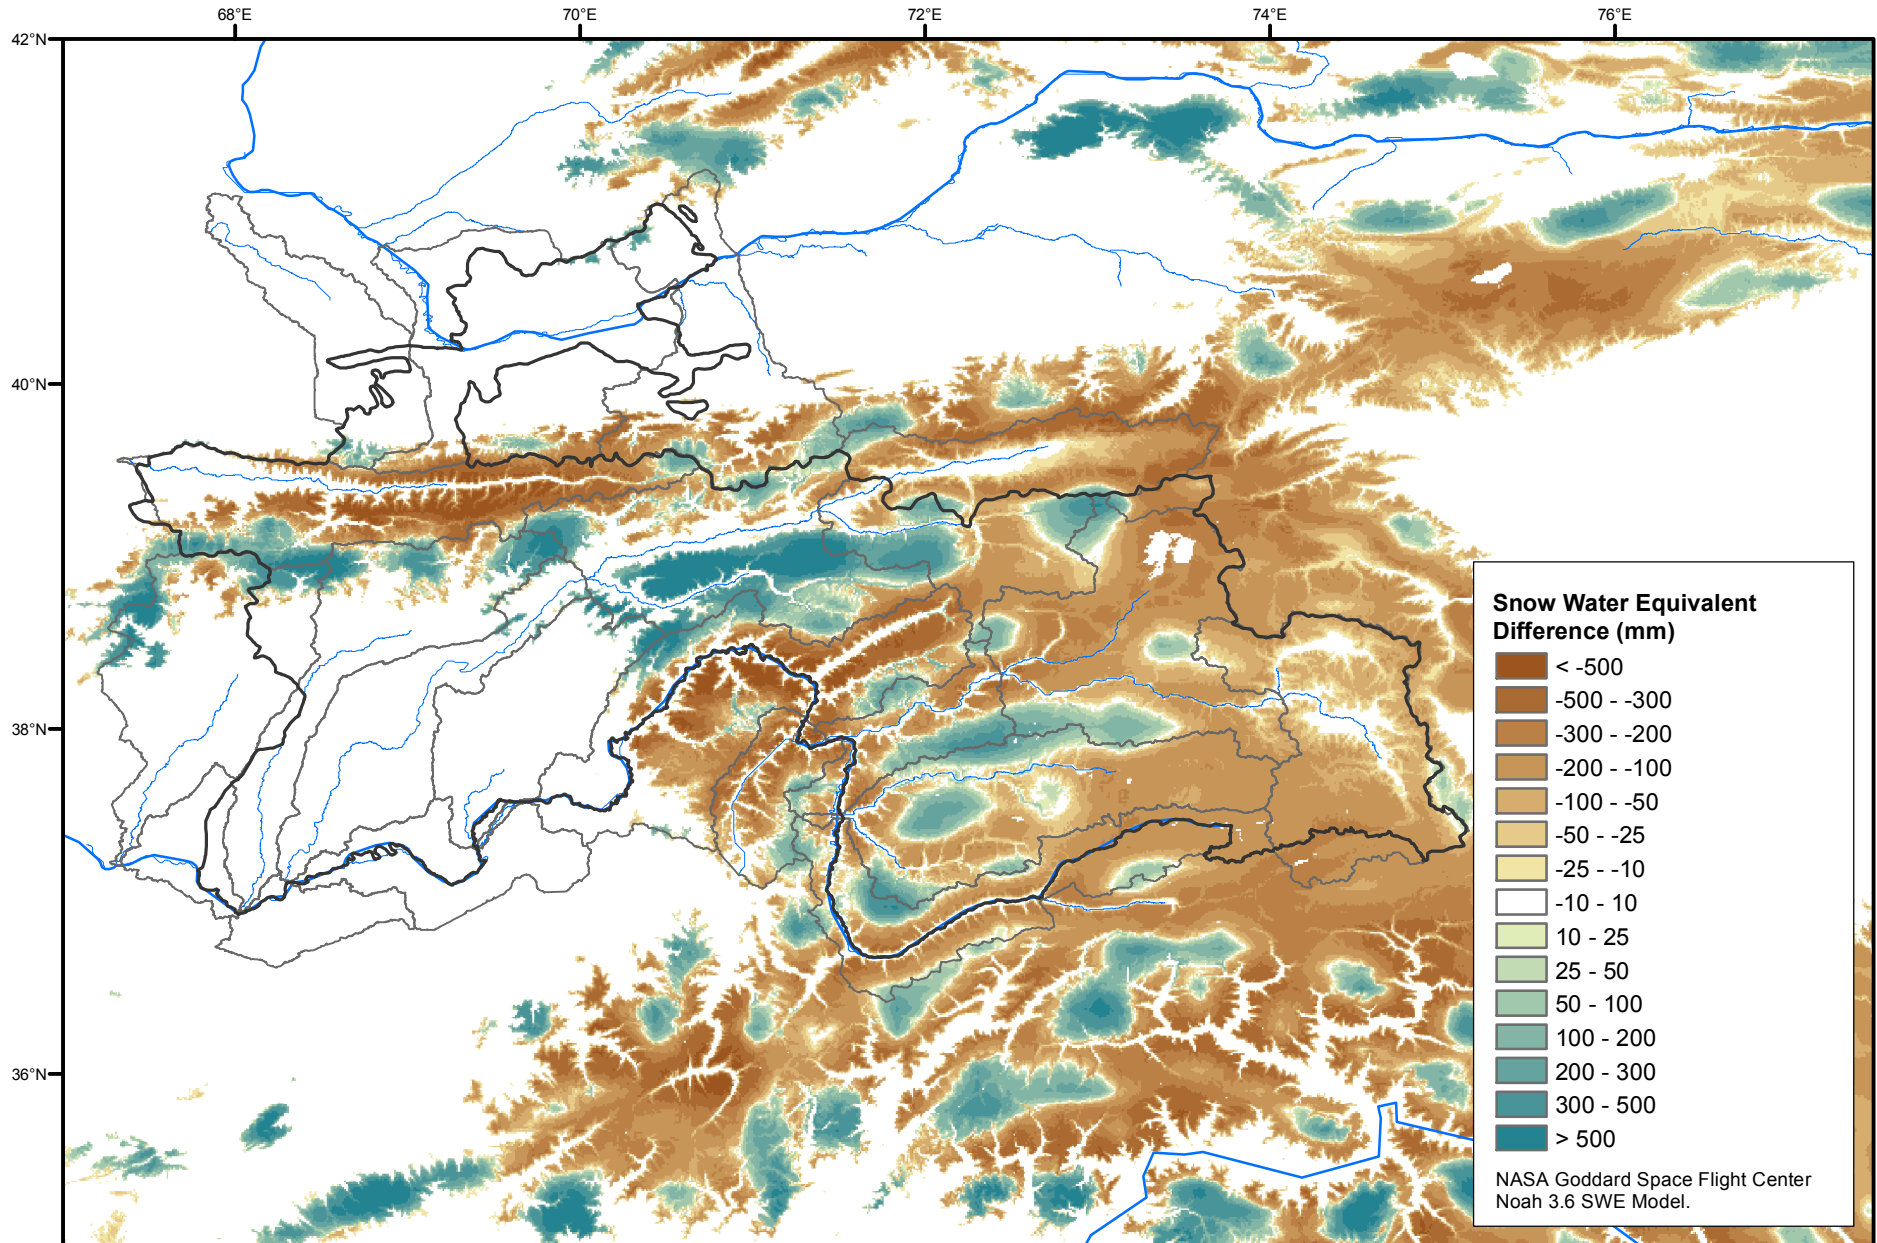 68°E 70°E 72°E 74°E 76°E
42°N
40°N
38°N
36°N
Snow Water Equivalent
Difference (mm)
< -500
-500 - -300
-300 - -200
-200 - -100
-100 - -50
-50 - -25
-25 - -10
-10 - 10
10 - 25
25 - 50
50 - 100
100 - 200
200 - 300
300 - 500
> 500
NASA Goddard Space Flight Center
Noah 3.6 SWE Model.